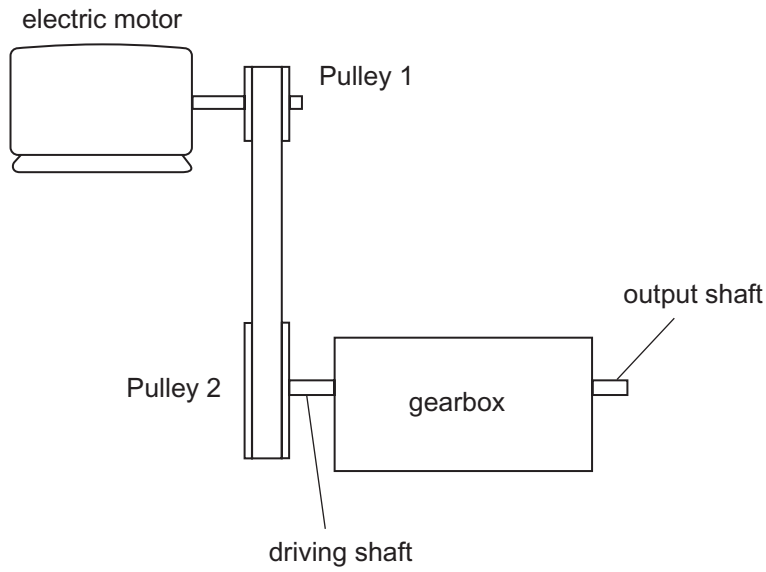 electric motor
Pulley 1
output shaft
Pulley 2
gearbox
driving shaft